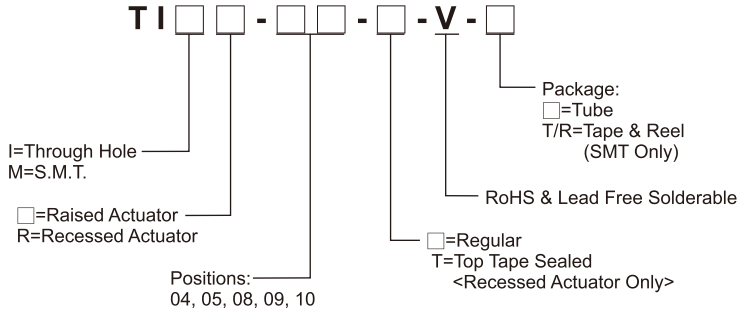 TI□□-□□-□-V-□
Package:
□=Tube
T/R=Tape & Reel
(SMT Only)
I=Through Hole
M=S.M.T.
RoHS & Lead Free Solderable
□=Raised Actuator
R=Recessed Actuator
□=Regular
T=Top Tape Sealed
<Recessed Actuator Only>
Positions:
04, 05, 08, 09, 10